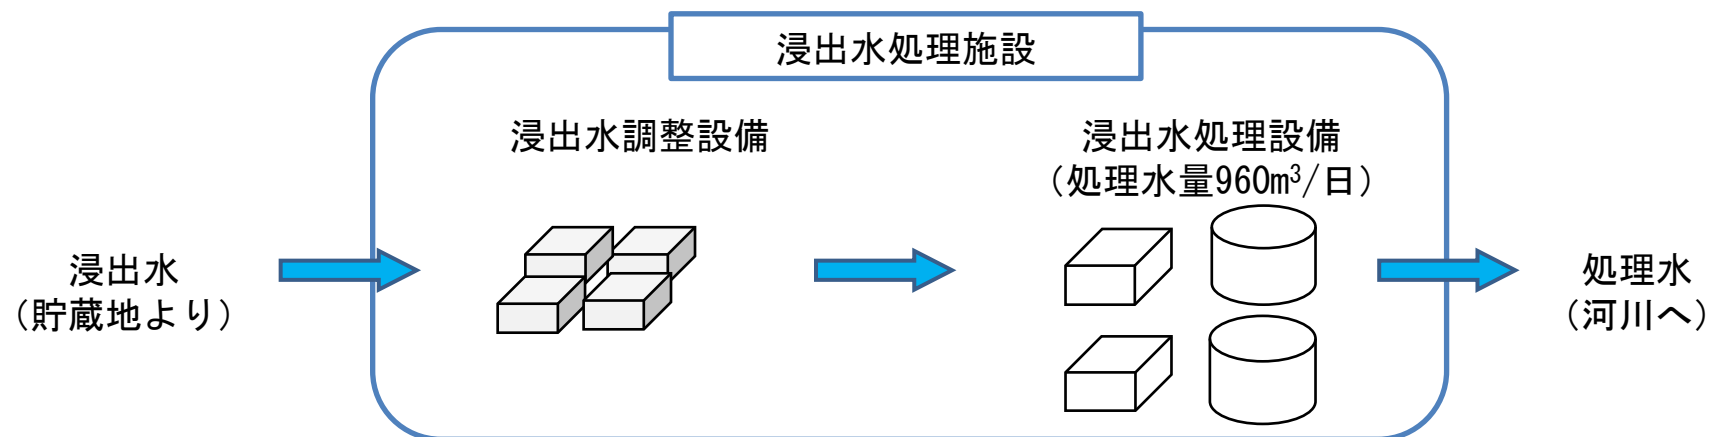 浸出水処理施設
浸出水調整設備
浸出水処理設備
（処理水量960m³/日）
浸出水
（貯蔵地より）
処理水
（河川へ）